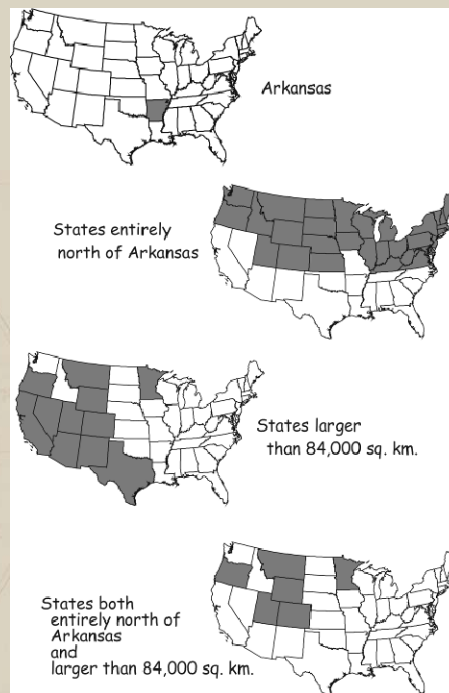 Arkansas
States entirely
north of Arkansas
States larger
than 84,000 sq. km.
States both
entirely north of
Arkansas
and
larger than 84,000 sq. km.